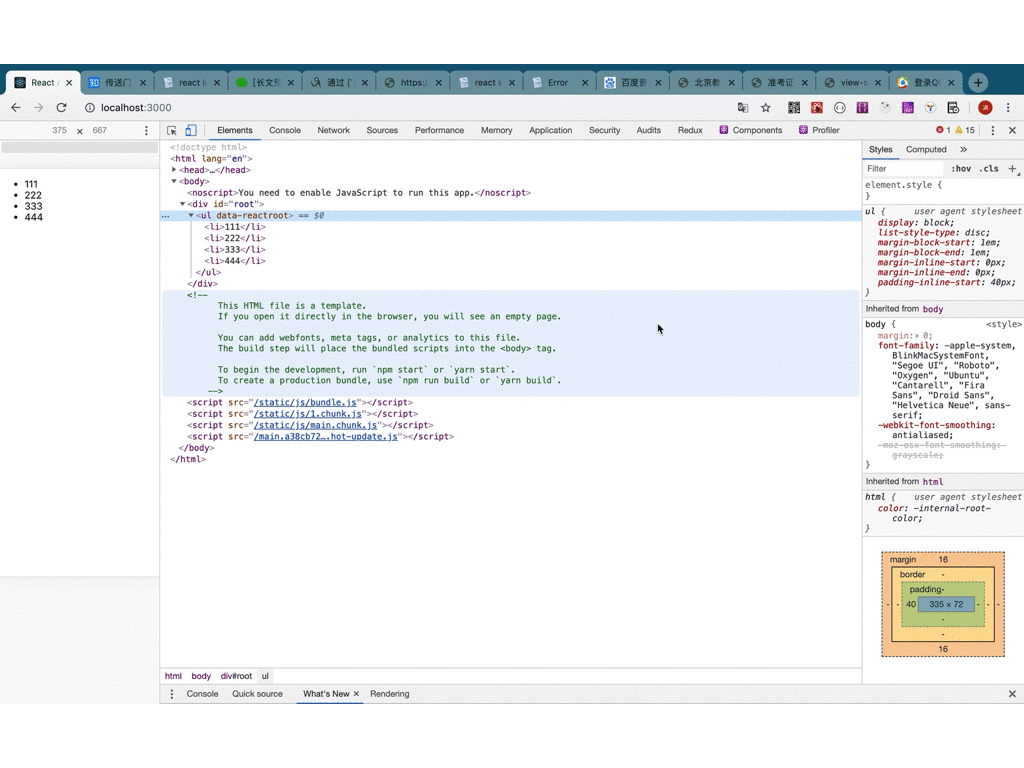 React /
传送门
react k
[长文预
通过 ['
https:/
react k
Error
百度资
北京教
准考证
view-s
登录QQ
localhost:3000
375 × 667
Elements Console Network Sources Performance Memory Application Security Audits Redux Components Profiler 1 15
<!doctype html>
<html lang="en">
<head>…</head>
<body>
<noscript>You need to enable JavaScript to run this app.</noscript>
<div id="root">
<ul data-reactroot> == $0
<li>111</li>
<li>222</li>
<li>333</li>
<li>444</li>
</ul>
</div>
<!--
This HTML file is a template.
If you open it directly in the browser, you will see an empty page.
You can add webfonts, meta tags, or analytics to this file.
The build step will place the bundled scripts into the <body> tag.
To begin the development, run `npm start` or `yarn start`.
To create a production bundle, use `npm run build` or `yarn build`.
-->
<script src="/static/js/bundle.js"></script>
<script src="/static/js/1.chunk.js"></script>
<script src="/static/js/main.chunk.js"></script>
<script src="/main.a38cb72….hot-update.js"></script>
</body>
</html>
111
222
333
444
Styles Computed »
Filter :hov .cls +
element.style {
}
ul { user agent stylesheet
display: block;
list-style-type: disc;
margin-block-start: 1em;
margin-block-end: 1em;
margin-inline-start: 0px;
margin-inline-end: 0px;
padding-inline-start: 40px;
}
Inherited from body
body { <style>
margin: 0;
font-family: -apple-system,
BlinkMacSystemFont,
"Segoe UI", "Roboto",
"Oxygen", "Ubuntu",
"Cantarell", "Fira
Sans", "Droid Sans",
"Helvetica Neue", sans-
serif;
-webkit-font-smoothing:
antialiased;
-moz-osx-font-smoothing:
grayscale;
}
Inherited from html
html { user agent stylesheet
color: -internal-root-
color;
}
margin 16
border -
padding-
- - 40 335 × 72 - - -
-
-
16
html body div#root ul
Console Quick source What's New × Rendering